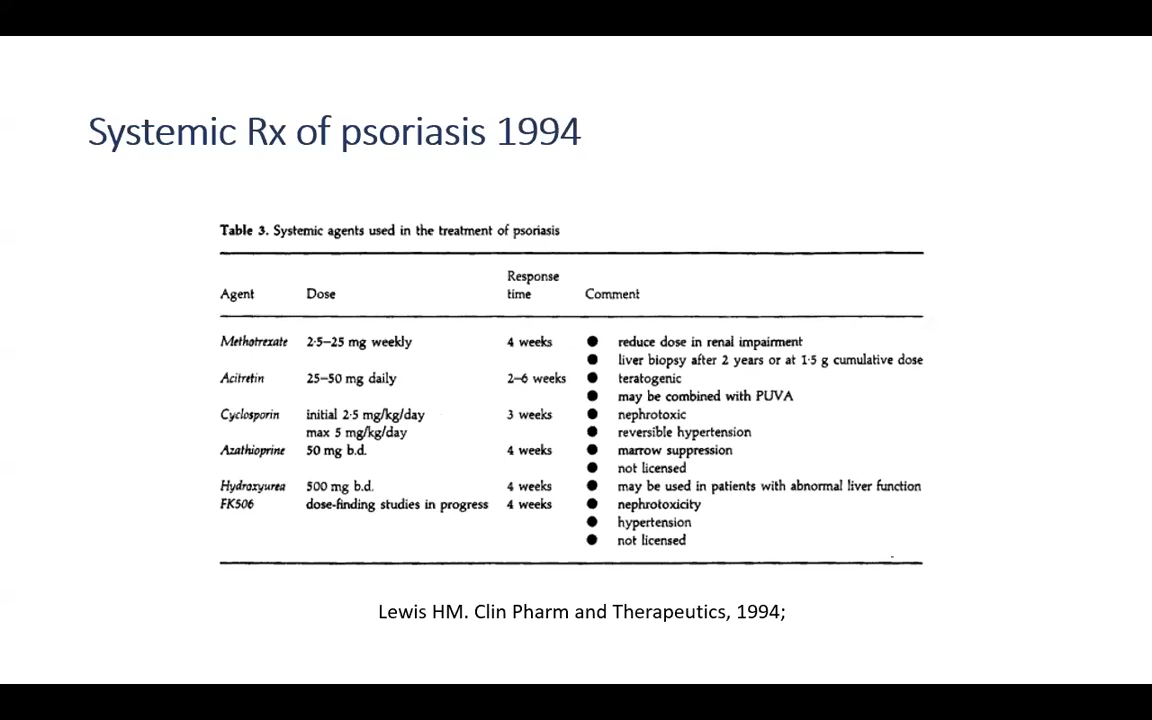 Systemic Rx of psoriasis 1994
Table 3. Systemic agents used in the treatment of psoriasis
Agent Dose Response time Comment
Methotrexate 2·5–25 mg weekly 4 weeks ● reduce dose in renal impairment
● liver biopsy after 2 years or at 1·5 g cumulative dose
Acitretin 25–50 mg daily 2–6 weeks ● teratogenic
● may be combined with PUVA
Cyclosporin initial 2·5 mg/kg/day 3 weeks ● nephrotoxic
max 5 mg/kg/day ● reversible hypertension
Azathioprine 50 mg b.d. 4 weeks ● marrow suppression
● not licensed
Hydroxyurea 500 mg b.d. 4 weeks ● may be used in patients with abnormal liver function
FK506 dose-finding studies in progress 4 weeks ● nephrotoxicity
● hypertension
● not licensed
Lewis HM. Clin Pharm and Therapeutics, 1994;